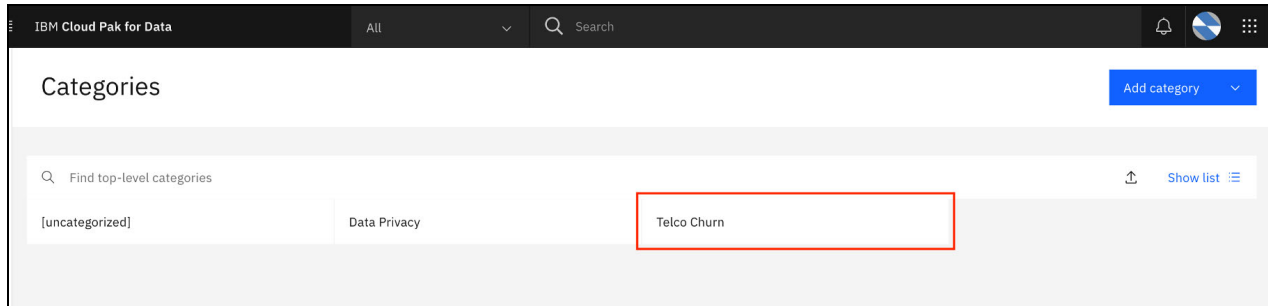 IBM Cloud Pak for Data All Search
Categories Add category
Find top-level categories Show list
[uncategorized] Data Privacy Telco Churn